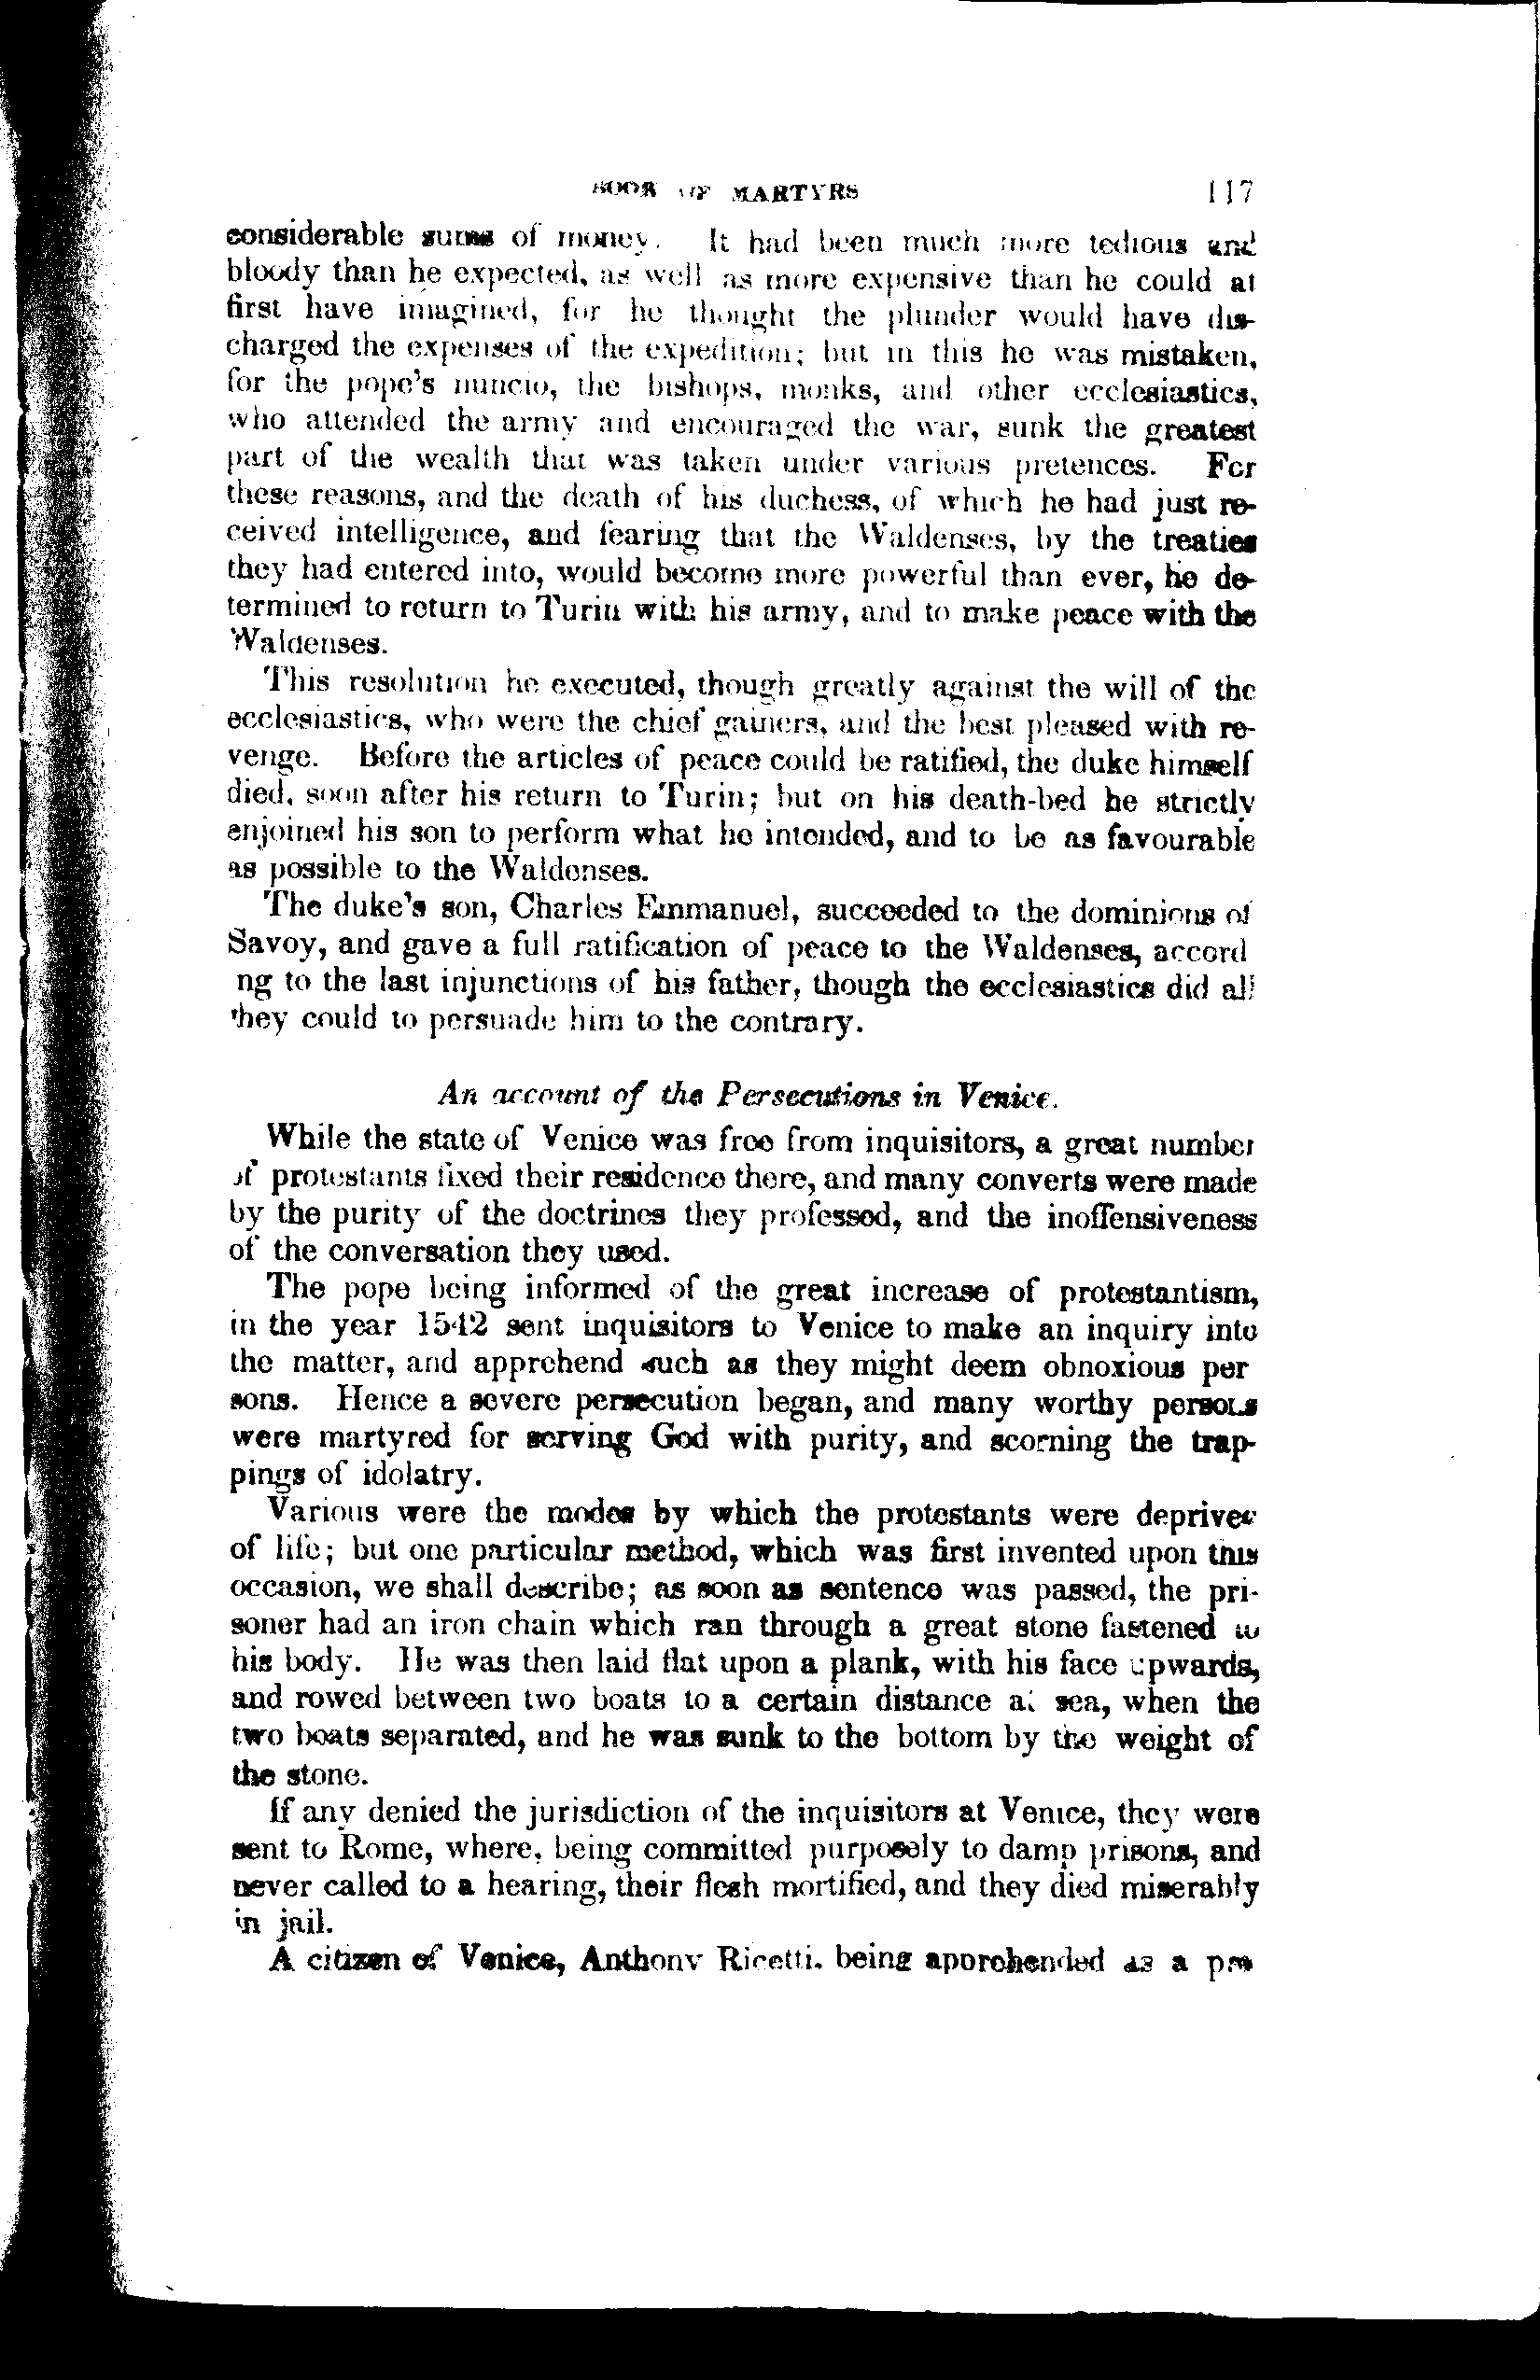 BOOK OF MARTYRS 117
considerable sums of money. It had been much more tedious and
bloody than he expected, as well as more expensive than he could at
first have imagined, for he thought the plunder would have dis-
charged the expenses of the expedition; but in this he was mistaken,
for the pope's nuncio, the bishops, monks, and other ecclesiastics,
who attended the army and encouraged the war, sunk the greatest
part of the wealth that was taken under various pretences. For
these reasons, and the death of his duchess, of which he had just re-
ceived intelligence, and fearing that the Waldenses, by the treaties
they had entered into, would become more powerful than ever, he de-
termined to return to Turin with his army, and to make peace with the
Waldenses.
This resolution he executed, though greatly against the will of the
ecclesiastics, who were the chief gainers, and the best pleased with re-
venge. Before the articles of peace could be ratified, the duke himself
died, soon after his return to Turin; but on his death-bed he strictly
enjoined his son to perform what he intended, and to be as favourable
as possible to the Waldenses.
The duke's son, Charles Emmanuel, succeeded to the dominions of
Savoy, and gave a full ratification of peace to the Waldenses, accord
ng to the last injunctions of his father, though the ecclesiastics did all
they could to persuade him to the contrary.
An account of the Persecutions in Venice.
While the state of Venice was free from inquisitors, a great number
of protestants fixed their residence there, and many converts were made
by the purity of the doctrines they professed, and the inoffensiveness
of the conversation they used.
The pope being informed of the great increase of protestantism,
in the year 1542 sent inquisitors to Venice to make an inquiry into
the matter, and apprehend such as they might deem obnoxious per
sons. Hence a severe persecution began, and many worthy persons
were martyred for serving God with purity, and scorning the trap-
pings of idolatry.
Various were the modes by which the protestants were deprived
of life; but one particular method, which was first invented upon this
occasion, we shall describe; as soon as sentence was passed, the pri-
soner had an iron chain which ran through a great stone fastened to
his body. He was then laid flat upon a plank, with his face upwards,
and rowed between two boats to a certain distance at sea, when the
two boats separated, and he was sunk to the bottom by the weight of
the stone.
If any denied the jurisdiction of the inquisitors at Venice, they were
sent to Rome, where, being committed purposely to damp prisons, and
never called to a hearing, their flesh mortified, and they died miserably
in jail.
A citizen of Venice, Anthony Ricetti, being apprehended as a